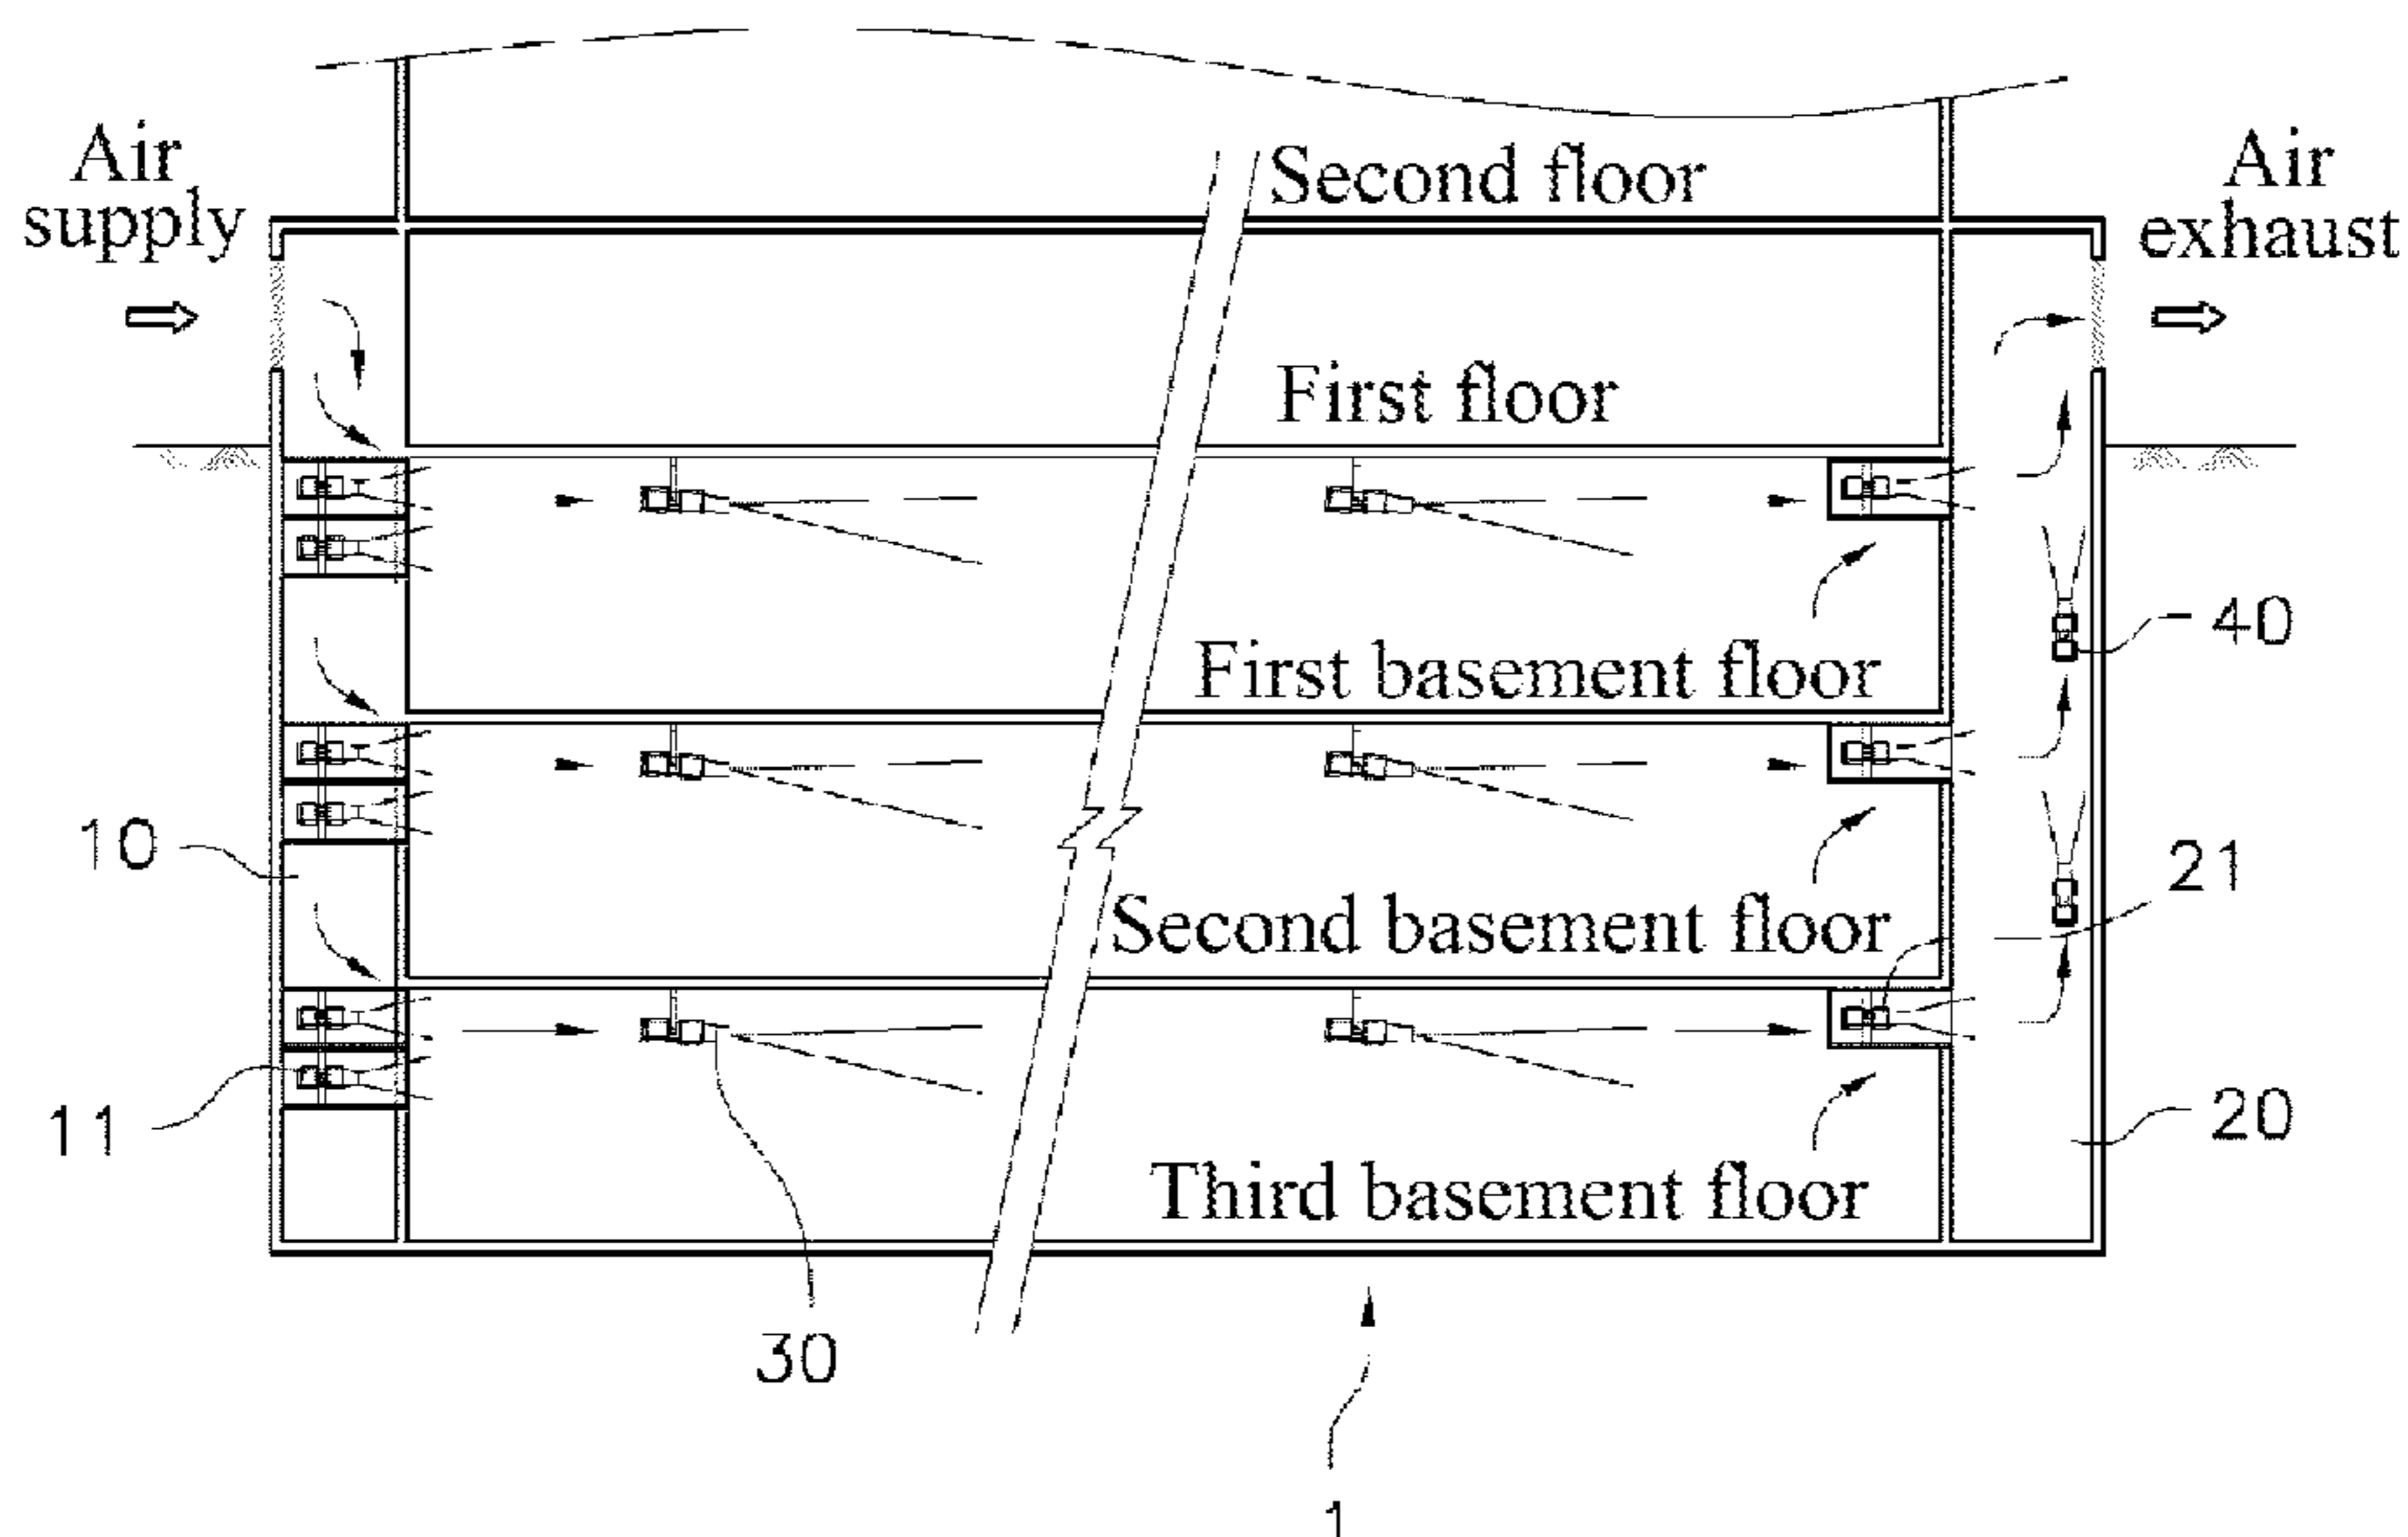 Air
supply
Second floor
Air
exhaust
First floor
First basement floor
40
10
21
Second basement floor
11
20
Third basement floor
30
1